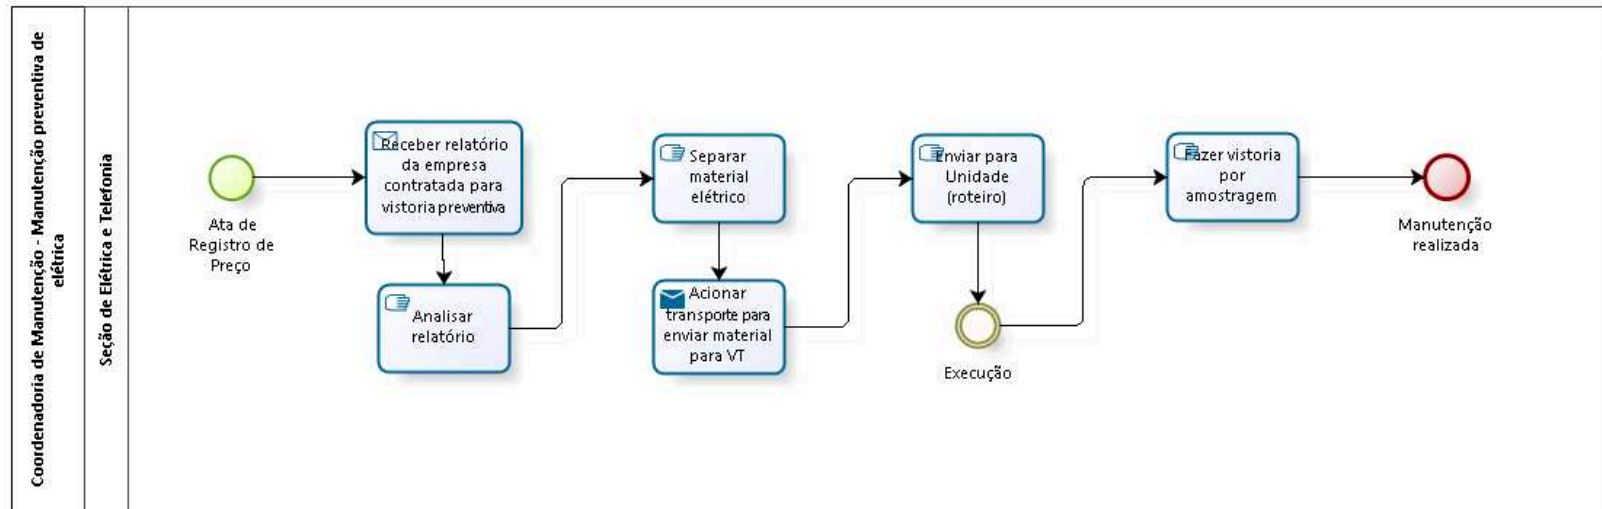 Coordenadoria de Manutenção - Manutenção preventiva de
elétrica
Seção de Elétrica e Telefonia
Ata de
Registro de
Preço
Receber relatório
da empresa
contratada para
vistoria preventiva
Analisar
relatório
Separar
material
elétrico
Acionar
transporte para
enviar material
para VT
Enviar para
Unidade
(roteiro)
Execução
Fazer vistoria
por
amostragem
Manutenção
realizada